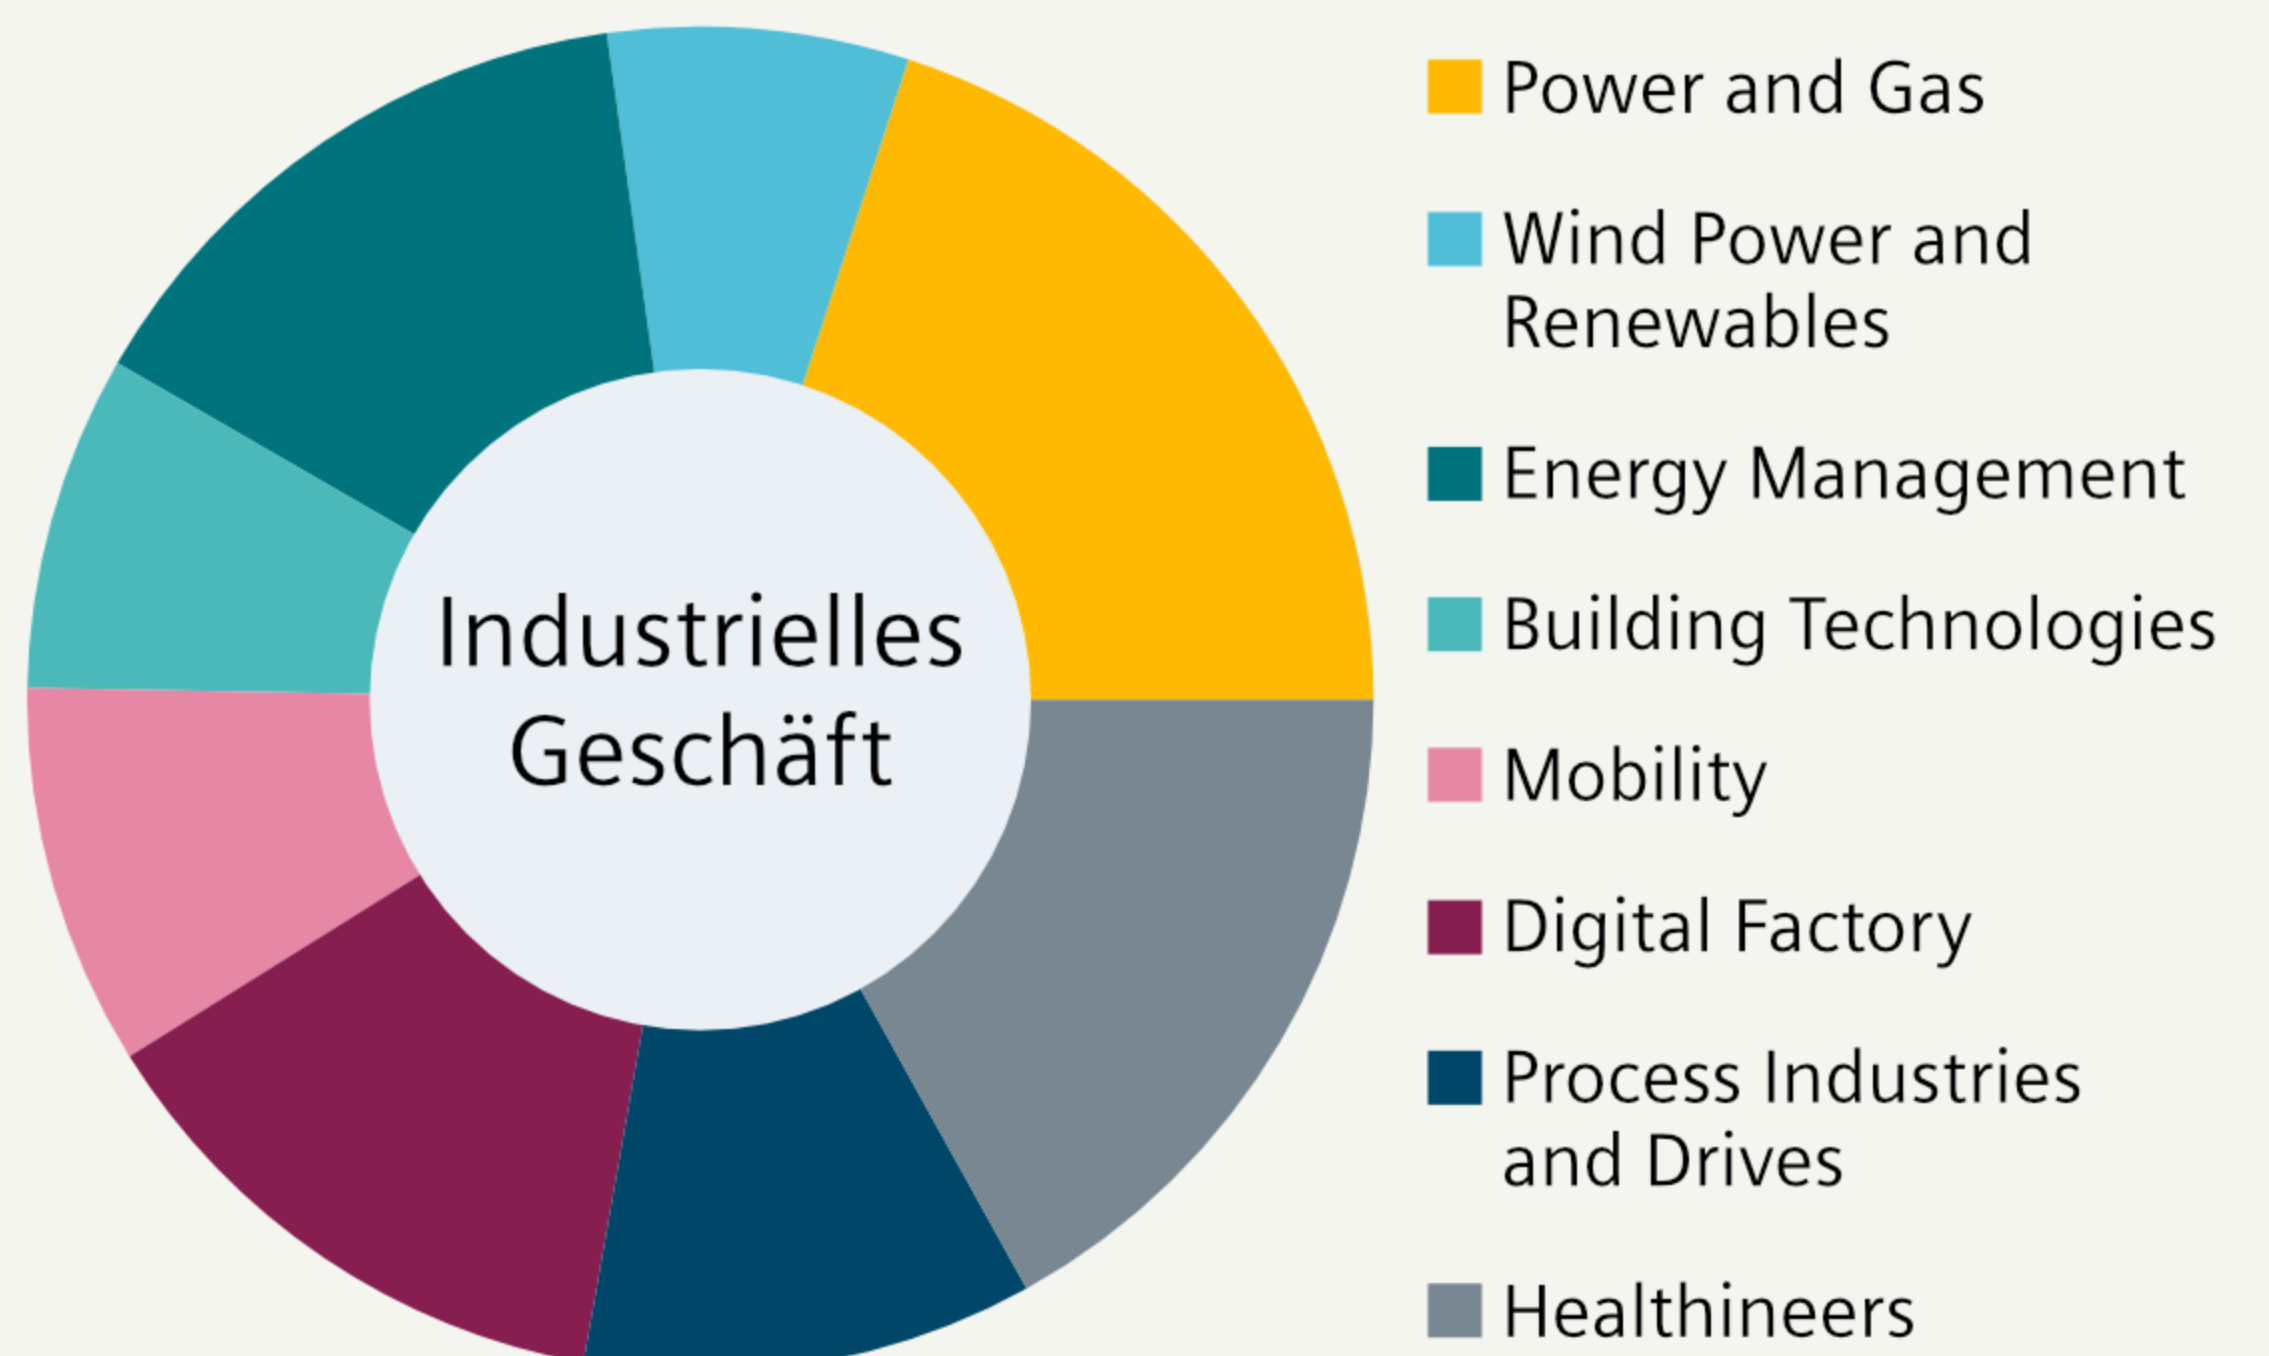 Industrielles
Geschäft
Power and Gas
Wind Power and
Renewables
Energy Management
Building Technologies
Mobility
Digital Factory
Process Industries
and Drives
Healthineers